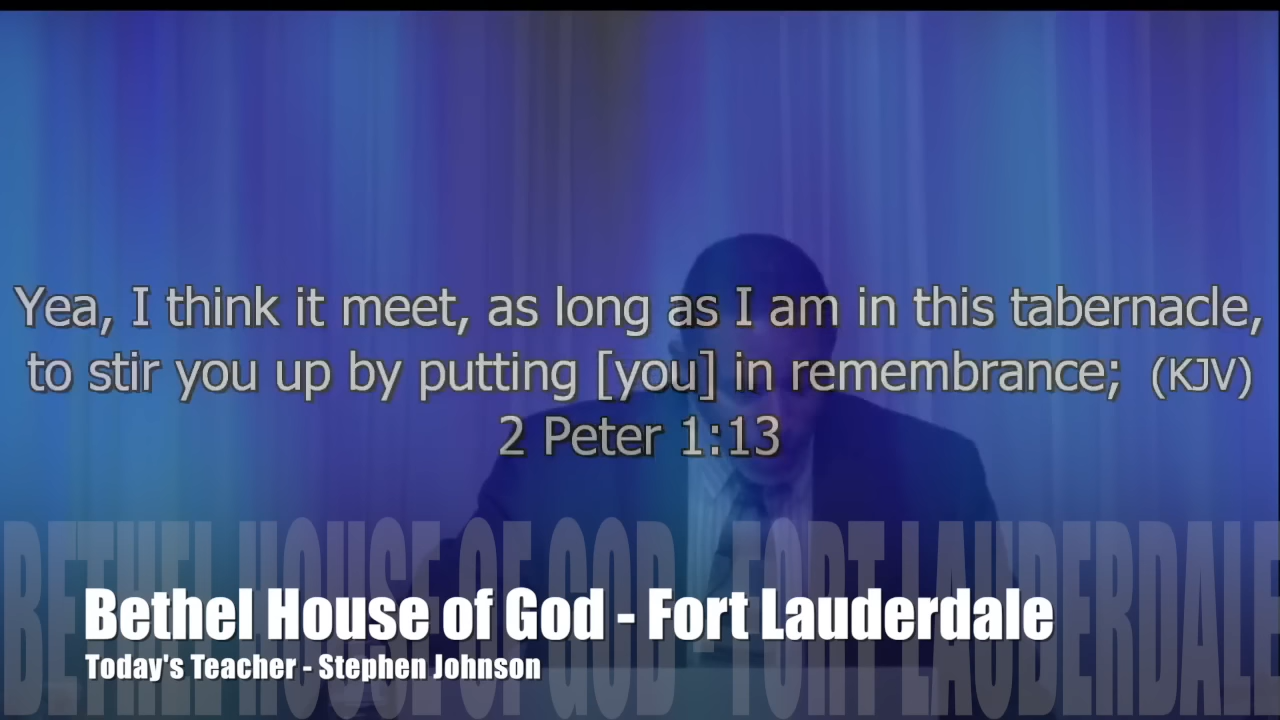 Yea, I think it meet, as long as I am in this tabernacle,
to stir you up by putting [you] in remembrance; (KJV)
2 Peter 1:13
BETHEL HOUSE OF GOD - FORT LAUDERDALE
Bethel House of God - Fort Lauderdale
Today's Teacher - Stephen Johnson